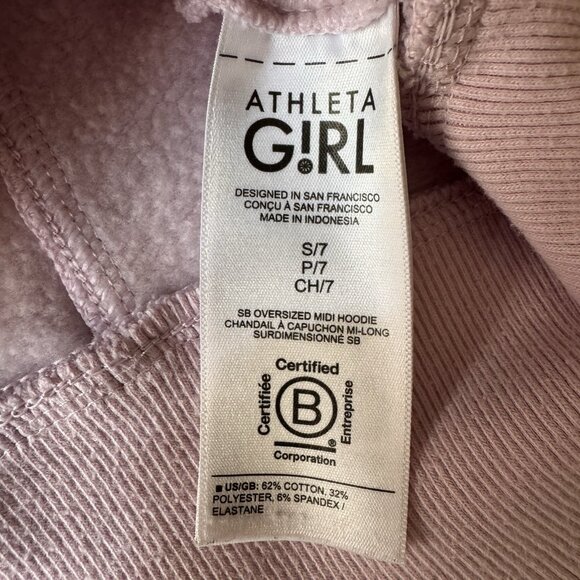 ATHLETA
G!RL
DESIGNED IN SAN FRANCISCO
CONÇU À SAN FRANCISCO
MADE IN INDONESIA
S/7
P/7
CH/7
SB OVERSIZED MIDI HOODIE
CHANDAIL À CAPUCHON MI-LONG
SURDIMENSIONNÉ SB
Certified
Certifiée
B
Entreprise
®
Corporation
■ US/GB: 62% COTTON, 32%
POLYESTER, 6% SPANDEX /
ELASTANE